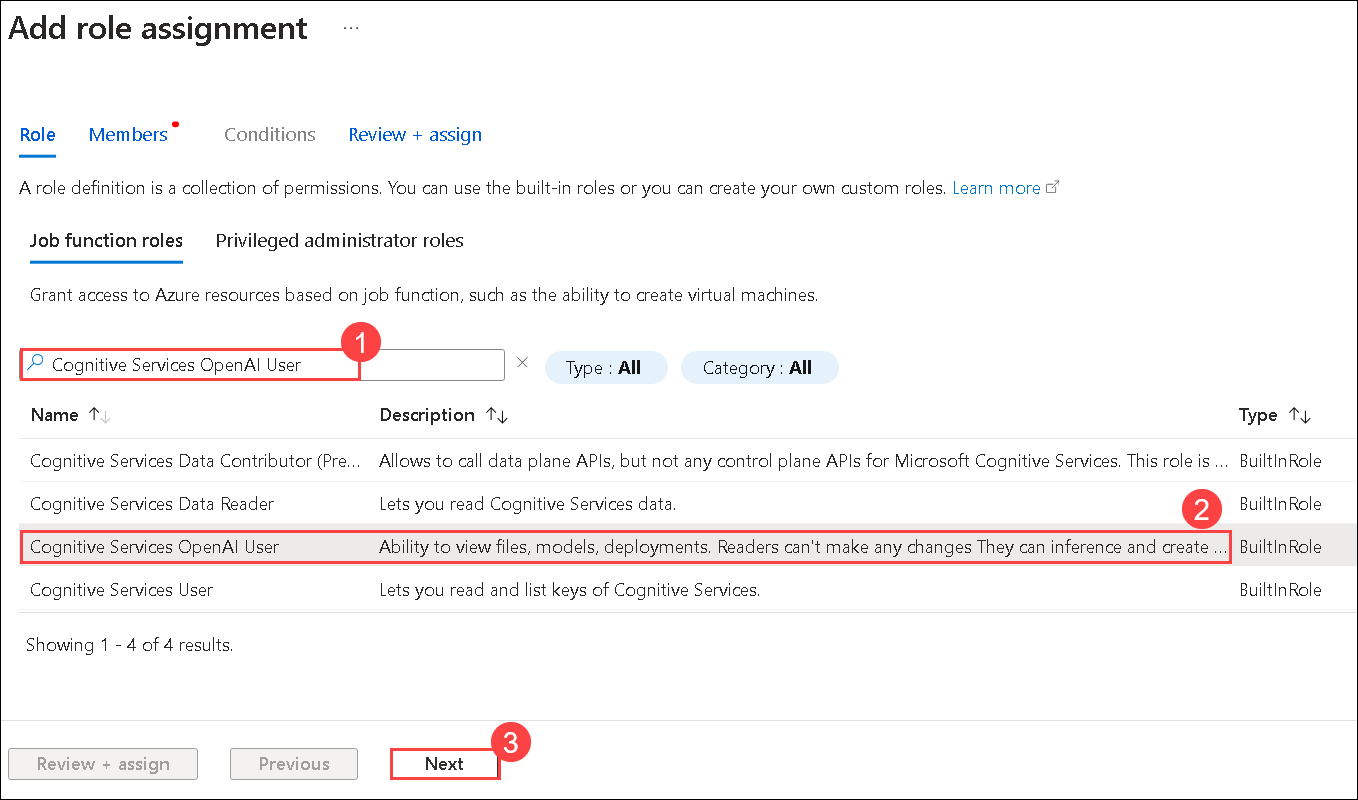 Add role assignment ...
Role Members Conditions Review + assign
A role definition is a collection of permissions. You can use the built-in roles or you can create your own custom roles. Learn more
Job function roles Privileged administrator roles
Grant access to Azure resources based on job function, such as the ability to create virtual machines.
1
Cognitive Services OpenAI User × Type : All Category : All
Name ↑↓ Description ↑↓ Type ↑↓
Cognitive Services Data Contributor (Pre... Allows to call data plane APIs, but not any control plane APIs for Microsoft Cognitive Services. This role is ... BuiltInRole
Cognitive Services Data Reader Lets you read Cognitive Services data. BuiltInRole
2
Cognitive Services OpenAI User Ability to view files, models, deployments. Readers can't make any changes They can inference and create ... BuiltInRole
Cognitive Services User Lets you read and list keys of Cognitive Services. BuiltInRole
Showing 1 - 4 of 4 results.
3
Review + assign Previous Next